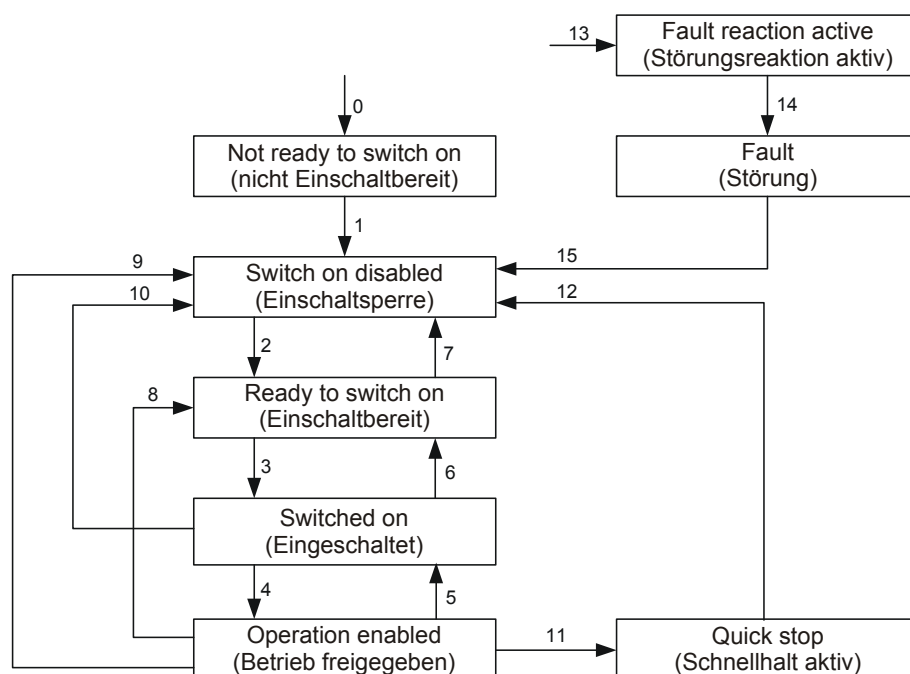 13
Fault reaction active
(Störungsreaktion aktiv)
14
0
Not ready to switch on
(nicht Einschaltbereit)
Fault
(Störung)
1
9
15
Switch on disabled
(Einschaltsperre)
10
12
2
7
8
Ready to switch on
(Einschaltbereit)
3
6
Switched on
(Eingeschaltet)
4
5
Operation enabled
(Betrieb freigegeben)
11
Quick stop
(Schnellhalt aktiv)